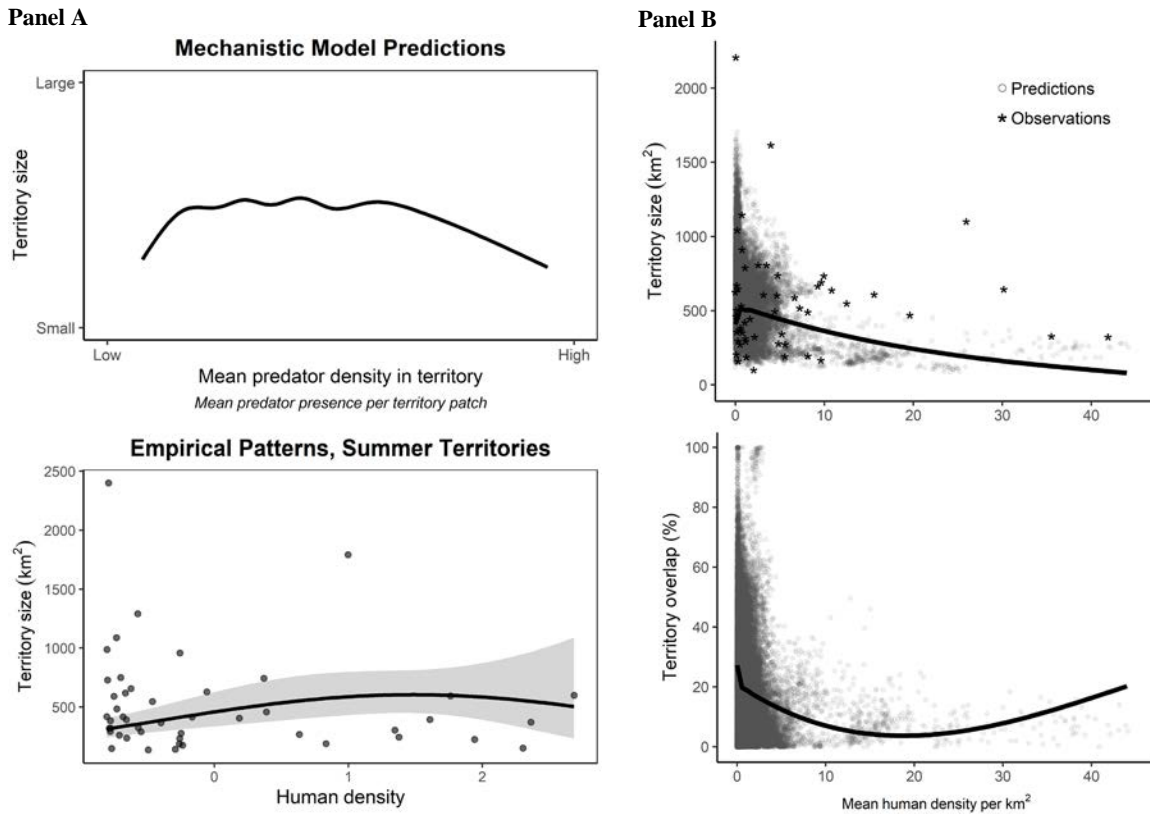 Panel A
Mechanistic Model Predictions
Large
Small
Territory size
Low
High
Mean predator density in territory
Mean predator presence per territory patch
Empirical Patterns, Summer Territories
2500
2000
1500
1000
500
Territory size (km²)
0
1
2
Human density
Panel B
2000
1500
1000
500
0
Territory size (km²)
Predictions
* Observations
0
10
20
30
40
100
80
60
40
20
0
Territory overlap (%)
0
10
20
30
40
Mean human density per km²